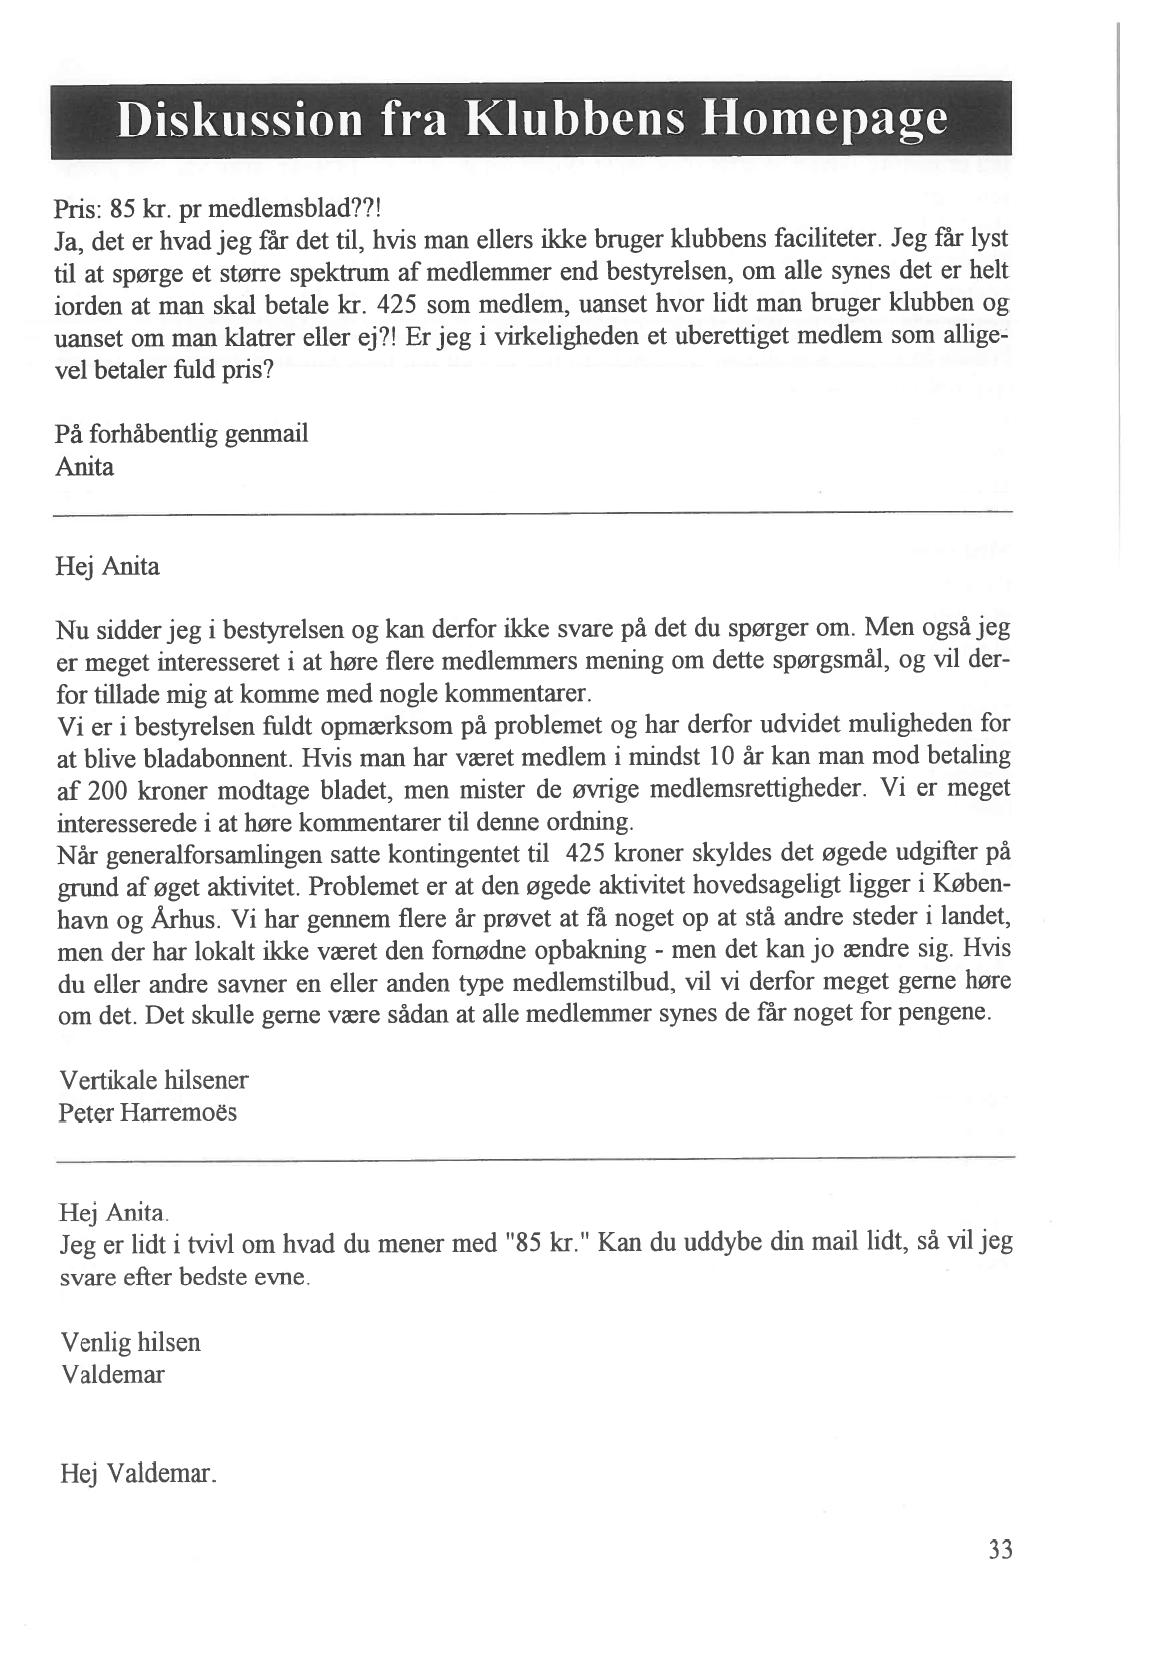 Diskussion fra Klubbens Homepage
Pris: 85 kr. pr medlemsblad??!
Ja, det er hvad jeg får det til, hvis man ellers ikke bruger klubbens faciliteter. Jeg får lyst
til at spørge et større spektrum af medlemmer end bestyrelsen, om alle synes det er helt
iorden at man skal betale kr. 425 som medlem, uanset hvor lidt man bruger klubben og
uanset om man klatrer eller ej?! Er jeg i virkeligheden et uberettiget medlem som allige-
vel betaler fuld pris?
På forhåbentlig genmail
Anita
Hej Anita
Nu sidder jeg i bestyrelsen og kan derfor ikke svare på det du spørger om. Men også jeg
er meget interesseret i at høre flere medlemmers mening om dette spørgsmål, og vil der-
for tillade mig at komme med nogle kommentarer.
Vi er i bestyrelsen fuldt opmærksom på problemet og har derfor udvidet muligheden for
at blive bladabonnent. Hvis man har været medlem i mindst 10 år kan man mod betaling
af 200 kroner modtage bladet, men mister de øvrige medlemsrettigheder. Vi er meget
interesserede i at høre kommentarer til denne ordning.
Når generalforsamlingen satte kontingentet til 425 kroner skyldes det øgede udgifter på
grund af øget aktivitet. Problemet er at den øgede aktivitet hovedsageligt ligger i Køben-
havn og Århus. Vi har gennem flere år prøvet at få noget op at stå andre steder i landet,
men der har lokalt ikke været den fornødne opbakning - men det kan jo ændre sig. Hvis
du eller andre savner en eller anden type medlemstilbud, vil vi derfor meget gerne høre
om det. Det skulle gerne være sådan at alle medlemmer synes de får noget for pengene.
Vertikale hilsener
Peter Harremoës
Hej Anita.
Jeg er lidt i tvivl om hvad du mener med "85 kr." Kan du uddybe din mail lidt, så vil jeg
svare efter bedste evne.
Venlig hilsen
Valdemar
Hej Valdemar.
33